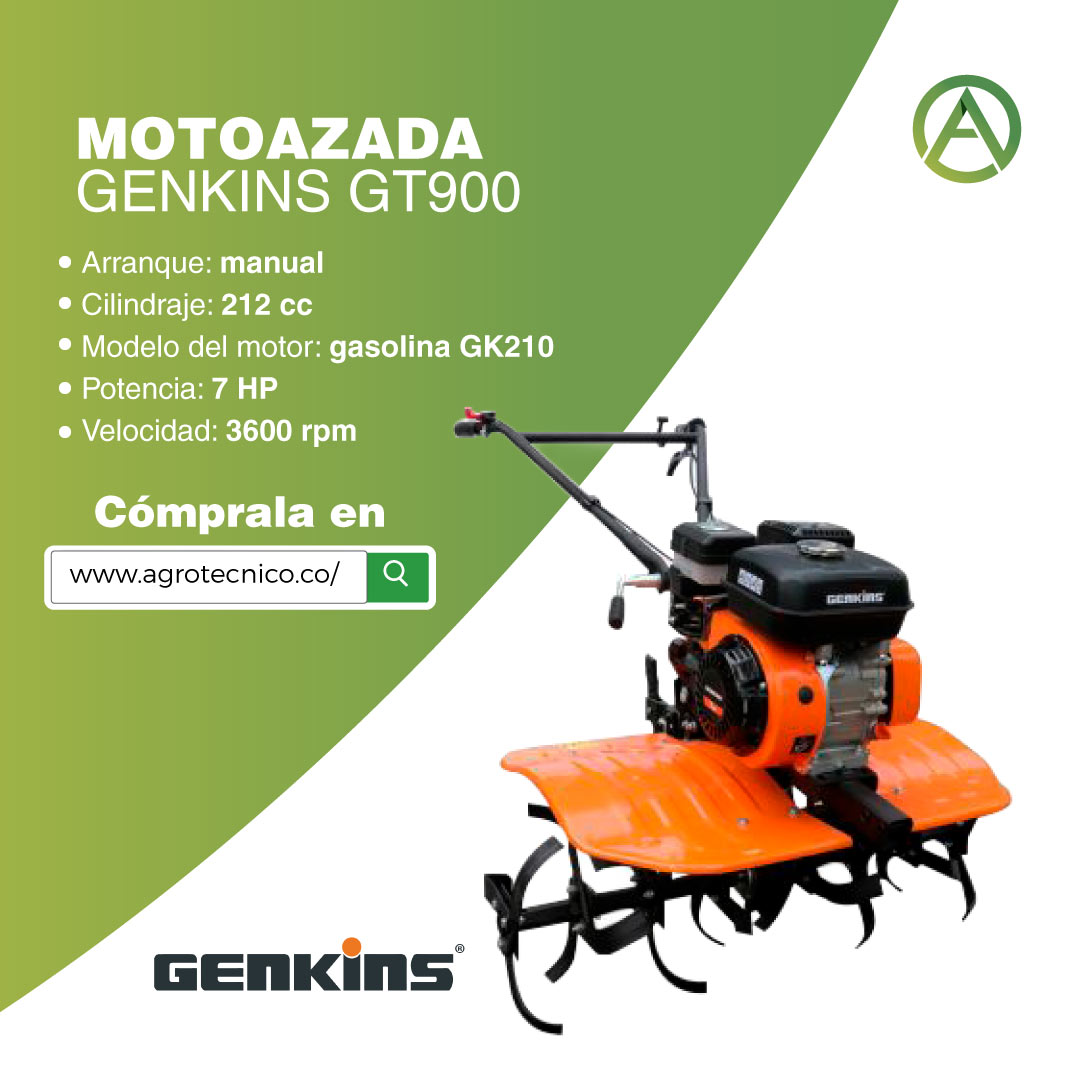 MOTOAZADA
GENKINS GT900
• Arranque: manual
• Cilindraje: 212 cc
• Modelo del motor: gasolina GK210
• Potencia: 7 HP
• Velocidad: 3600 rpm
Cómprala en
www.agrotecnico.co/
GENKINS
GENKINS®